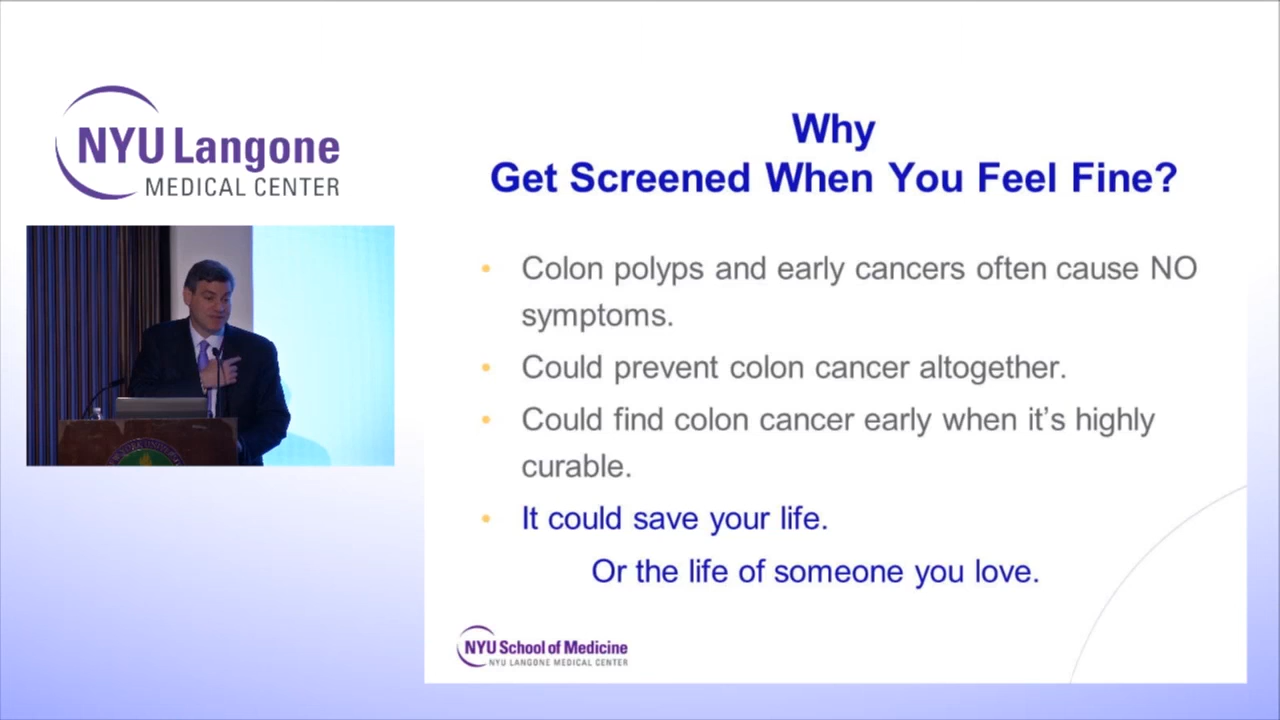 NYU Langone
MEDICAL CENTER
Why
Get Screened When You Feel Fine?
• Colon polyps and early cancers often cause NO
symptoms.
• Could prevent colon cancer altogether.
• Could find colon cancer early when it’s highly
curable.
• It could save your life.
Or the life of someone you love.
NYU School of Medicine
NYU LANGONE MEDICAL CENTER